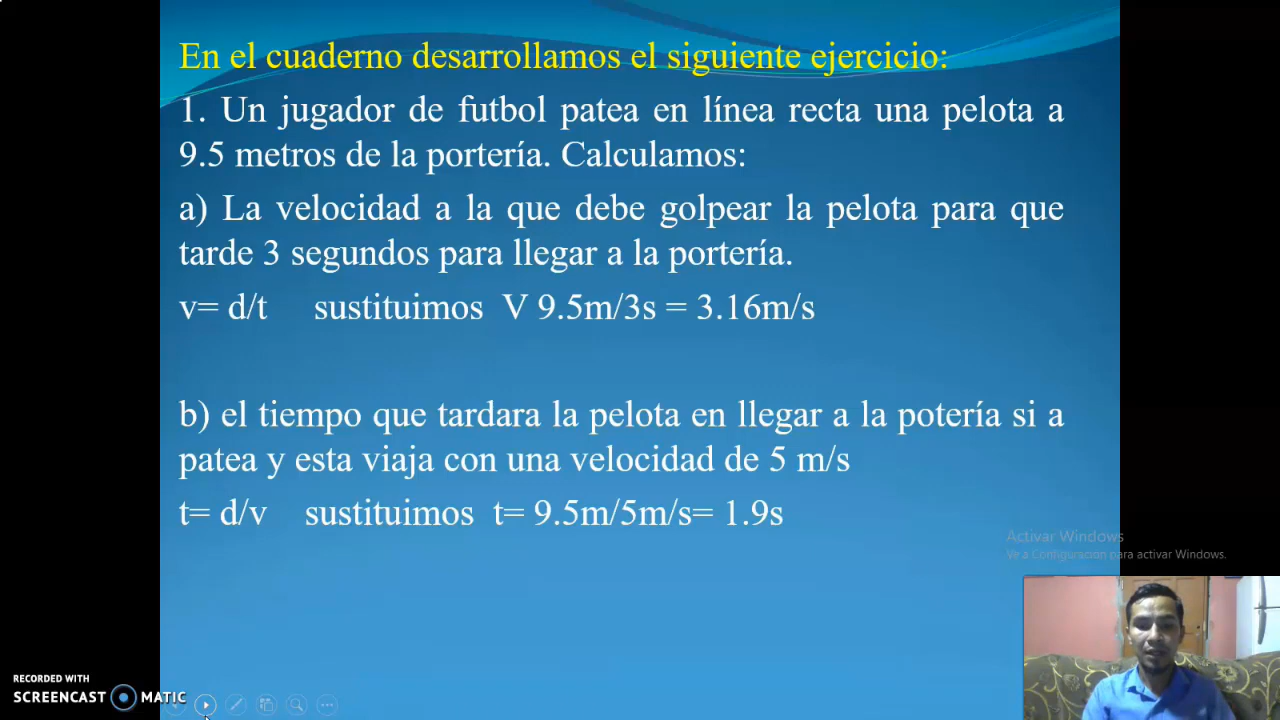 En el cuaderno desarrollamos el siguiente ejercicio:
1. Un jugador de futbol patea en línea recta una pelota a
9.5 metros de la portería. Calculamos:
a) La velocidad a la que debe golpear la pelota para que
tarde 3 segundos para llegar a la portería.
v= d/t sustituimos V 9.5m/3s = 3.16m/s
b) el tiempo que tardara la pelota en llegar a la potería si a
patea y esta viaja con una velocidad de 5 m/s
t= d/v sustituimos t= 9.5m/5m/s= 1.9s
Activar Windows
Ve a Configuración para activar Windows.
RECORDED WITH
SCREENCAST MATIC